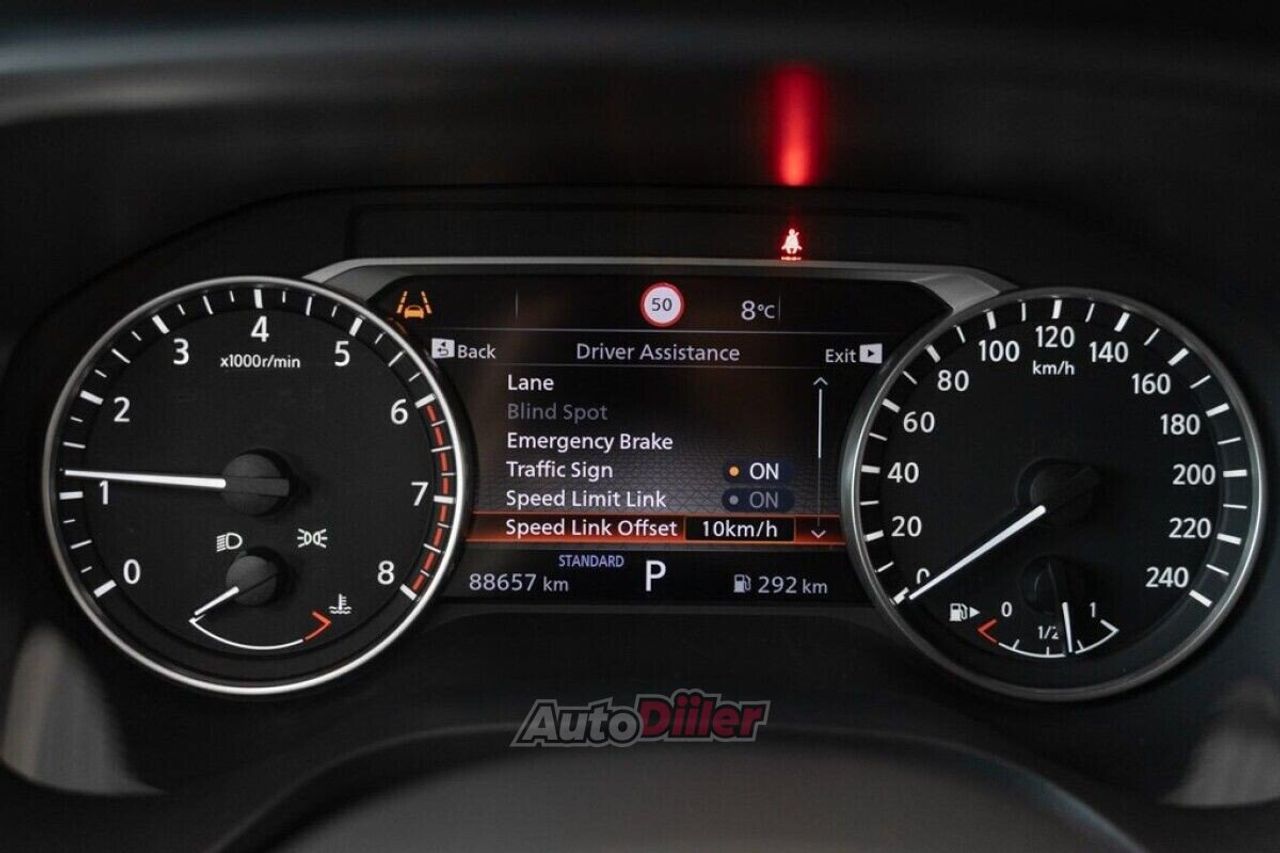 50
8°C
Back
Driver Assistance
Exit
Lane
Blind Spot
Emergency Brake
Traffic Sign
ON
Speed Limit Link
ON
Speed Link Offset
10km/h
STANDARD
88657 km
P
292 km
0
1
2
3
4
5
6
7
8
x1000r/min
0
20
40
60
80
100
120
140
160
180
200
220
240
km/h
0
1/2
1
AutoDiiler